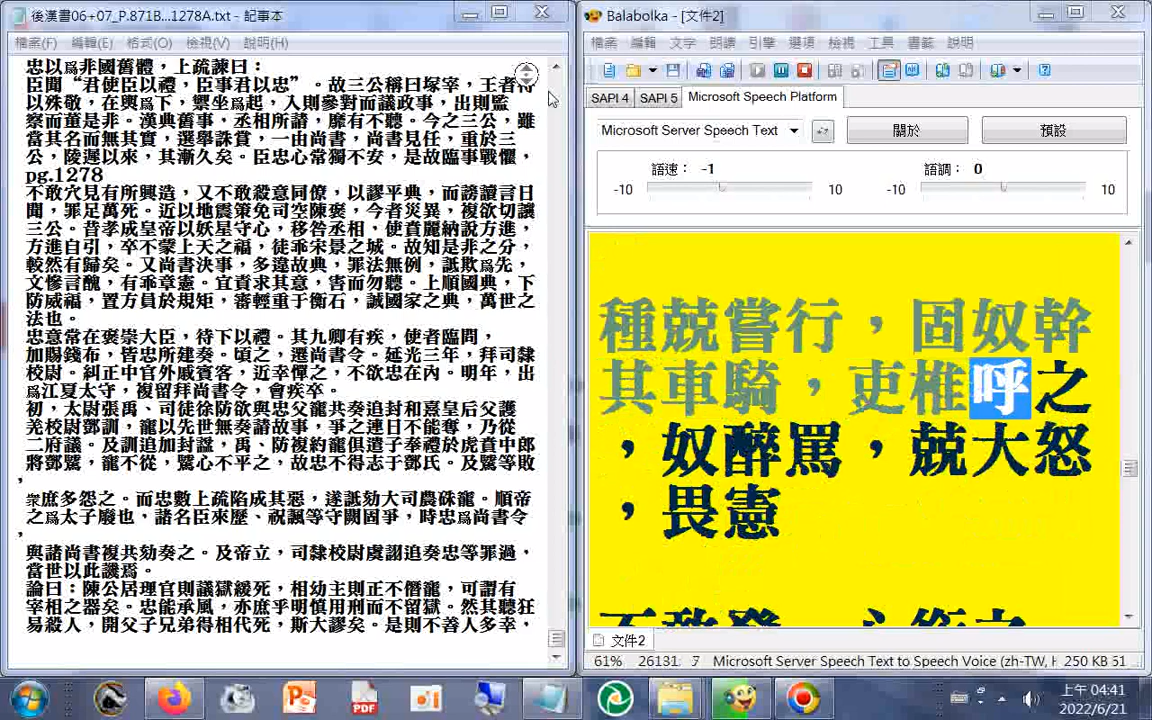 後漢書06+07_P.871B...1278A.txt - 記事本
檔案(F) 編輯(E) 格式(O) 檢視(V) 說明(H)
忠以爲非國舊體，上疏諫曰：
臣聞“君使臣以禮，臣事君以忠”。故三公稱曰塚宰，王者待
以殊敬，在輿爲下，禦坐爲起，入則參對而議政事，出則監
察而董是非。漢典舊事，丞相所請，靡有不聽。今之三公，雖
當其名而無其實，選舉誅賞，一由尚書，尚書見任，重於三
公，陵遲以來，其漸久矣。臣忠心常獨不安，是故臨事戰懼，
pg.1278
不敢穴見有所興造，又不敢殺意同僚，以謬平典，而謗讟言日
聞，罪足萬死。近以地震策免司空陳褒，今者災異，複欲切讓
三公。昔孝成皇帝以妖星守心，移咎丞相，使賁麗納說方進，
方進自引，卒不蒙上天之福，徒乖宋景之城。故知是非之分，
較然有歸矣。又尚書決事，多違故典，罪法無例，詆欺爲先，
文慘言醜，有乖章憲。宜責求其意，害而勿聽。上順國典，下
防威福，置方員於規矩，審輕重于衡石，誠國家之典，萬世之
法也。
忠意常在褒崇大臣，待下以禮。其九卿有疾，使者臨問，
加賜錢布，皆忠所建奏。頃之，遷尚書令。延光三年，拜司隸
校尉。糾正中官外戚賓客，近幸憚之，不欲忠在內。明年，出
爲江夏太守，複留拜尚書令，會疾卒。
初，太尉張禹、司徒徐防欲與忠父寵共奏追封和熹皇后父護
羌校尉鄧訓，寵以先世無奏請故事，爭之連日不能奪，乃從
二府議。及訓追加封諡，禹、防複約寵俱遣子奉禮於虎賁中郎
將鄧騭，寵不從，騭心不平之，故忠不得志于鄧氏。及騭等敗
，
衆庶多怨之。而忠數上疏陷成其惡，遂詆劾大司農硃寵。順帝
之爲太子廢也，諸名臣來歷、祝諷等守闕固爭，時忠爲尚書令
，
與諸尚書複共劾奏之。及帝立，司隸校尉虞詡追奏忠等罪過，
當世以此譏焉。
論曰：陳公居理官則議獄緩死，相幼主則正不僭寵，可謂有
宰相之器矣。忠能承風，亦庶乎明慎用刑而不留獄。然其聽狂
易殺人，開父子兄弟得相代死，斯大謬矣。是則不善人多幸，
Balabolka - [文件2]
檔案 編輯 文字 朗讀 引擎 選項 檢視 工具 書籤 說明
SAPI 4 SAPI 5 Microsoft Speech Platform
Microsoft Server Speech Text 關於 預設
語速： -1 語調： 0
-10 10 -10 10
種兢嘗行，固奴幹
其車騎，吏椎呼之
，奴醉罵，兢大怒
，畏憲
文件2
61% 26131 Microsoft Server Speech Text to Speech Voice (zh-TW, H 250 KB
上午 04:41
2022/6/21